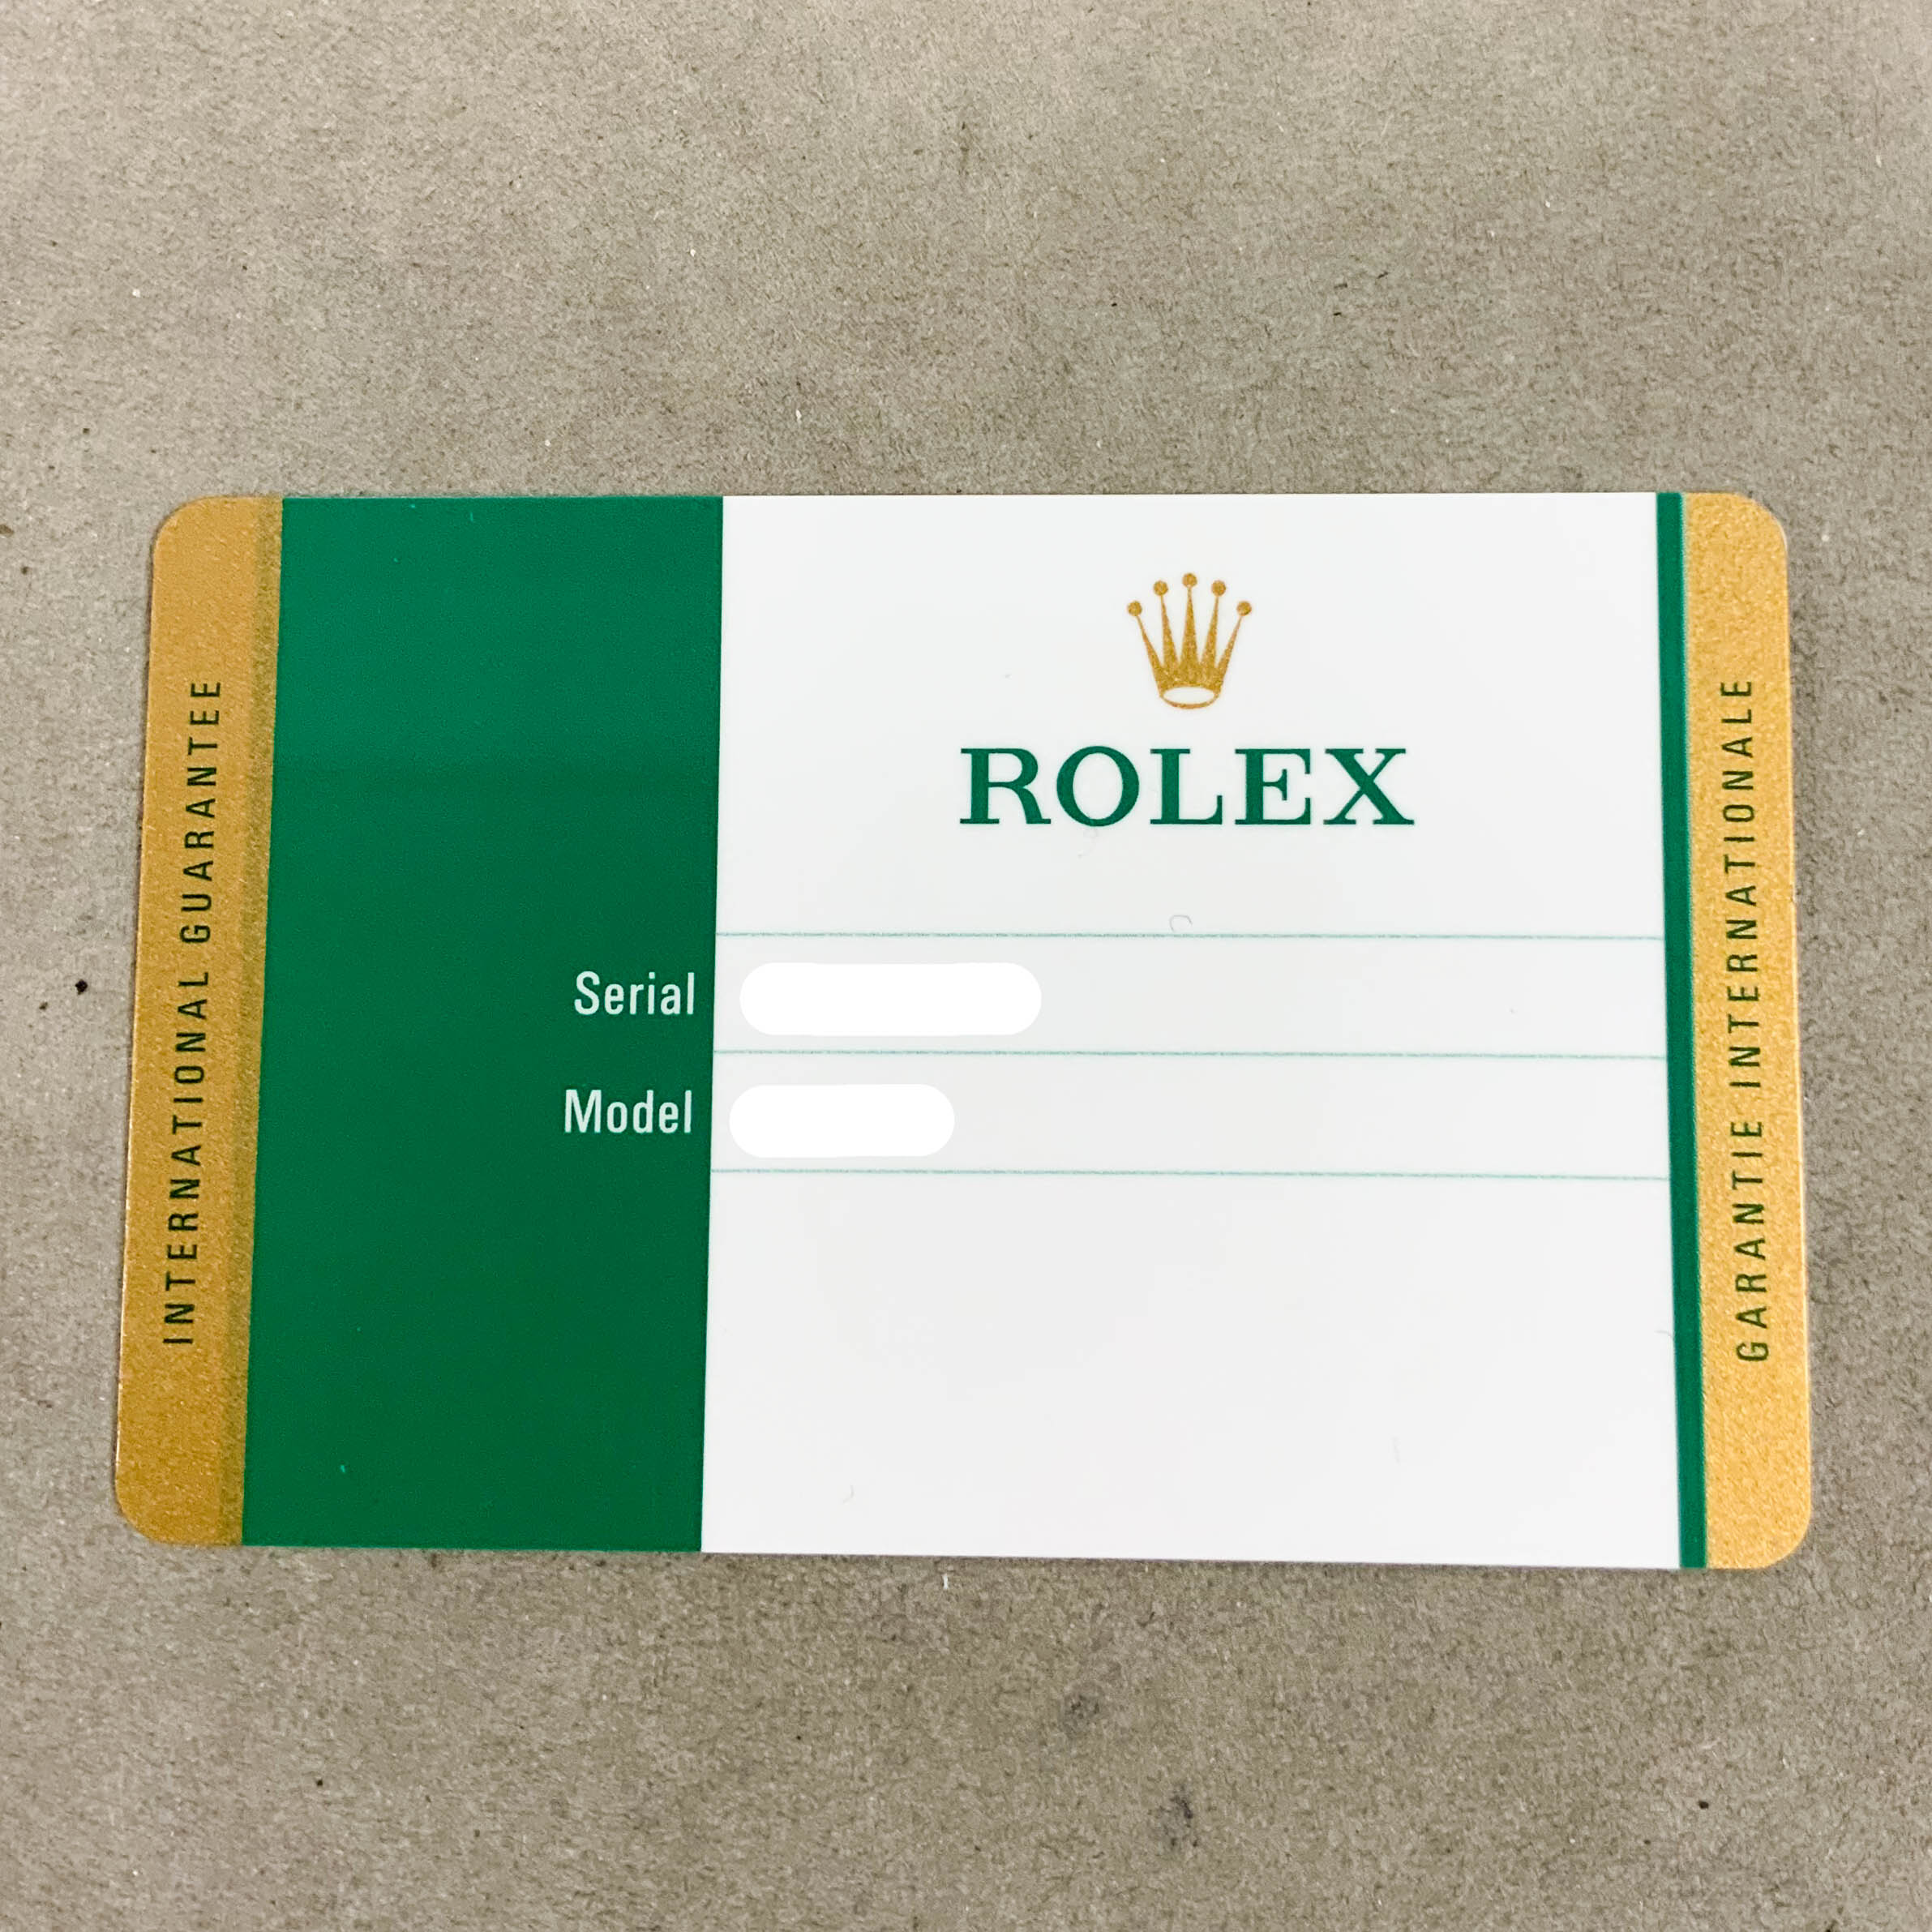 INTERNATIONAL GUARANTEE
ROLEX
Serial
Model
GARANTIE INTERNATIONALE